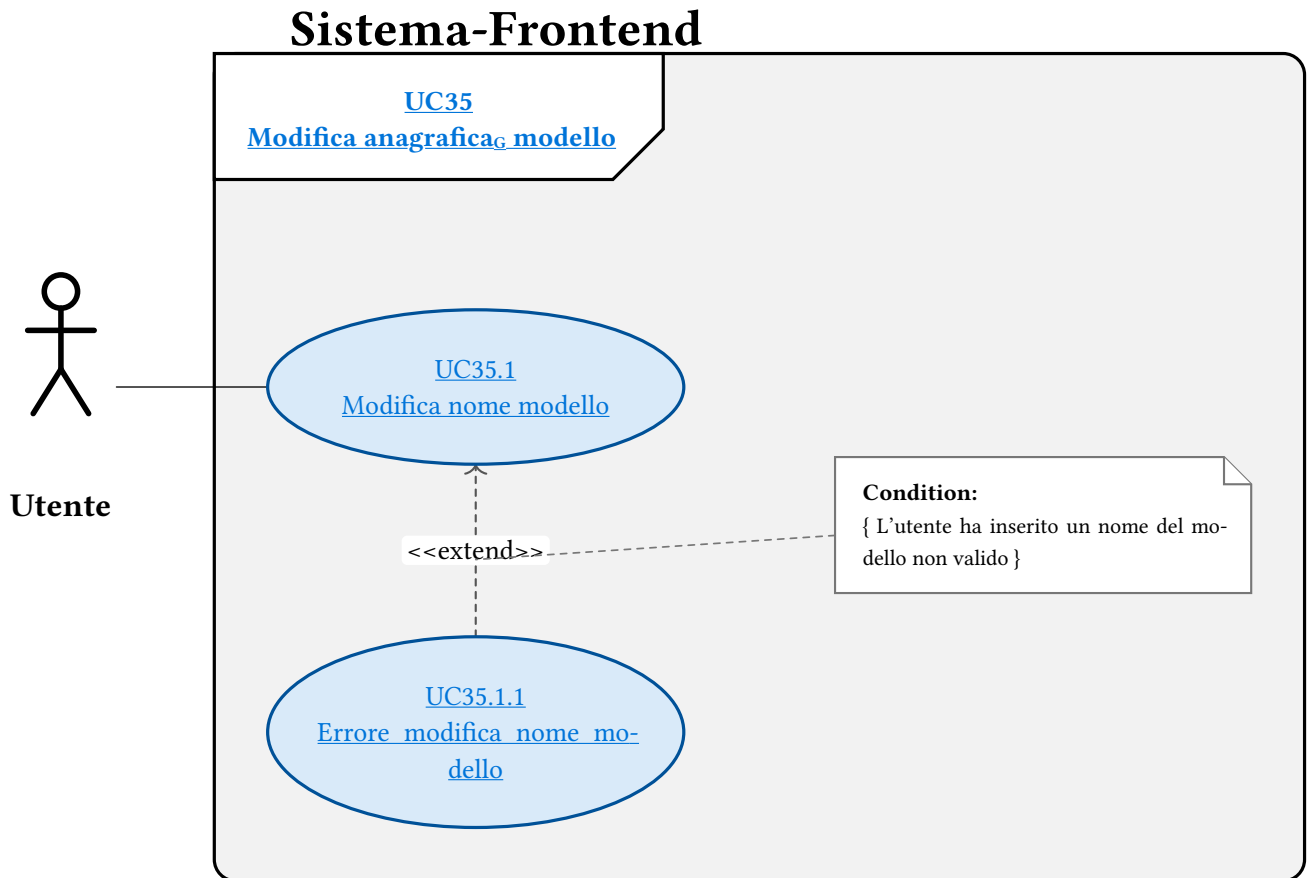 Sistema-Frontend
UC35
Modifica anagrafica_G modello
UC35.1
Modifica nome modello
Utente
Condition:
{ L’utente ha inserito un nome del mo-
dello non valido }
<<extend>>
UC35.1.1
Errore modifica nome mo-
dello